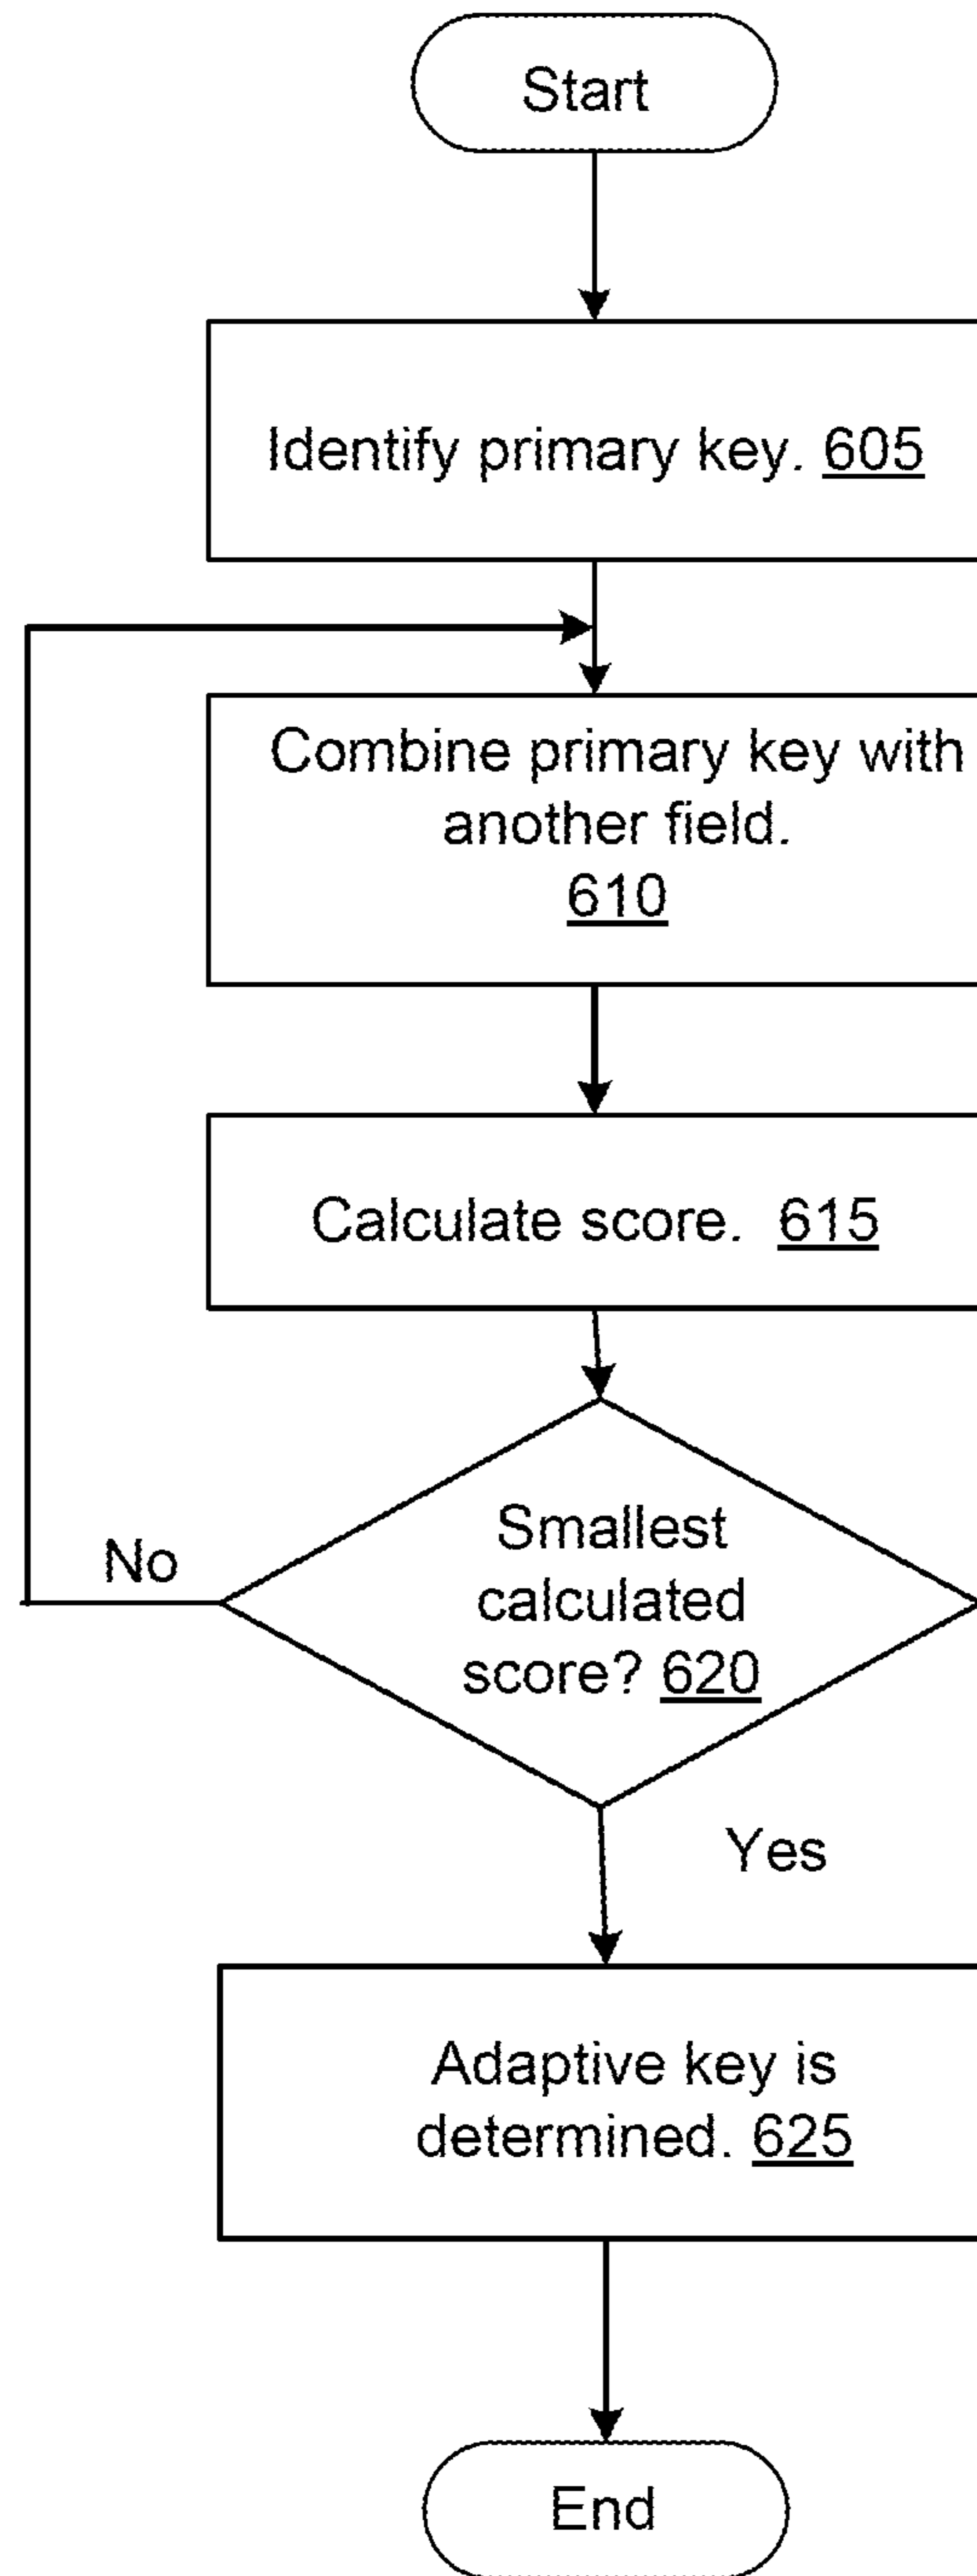 Start
Identify primary key. 605
Combine primary key with
another field.
610
Calculate score. 615
Smallest
calculated
score? 620
No
Yes
Adaptive key is
determined. 625
End